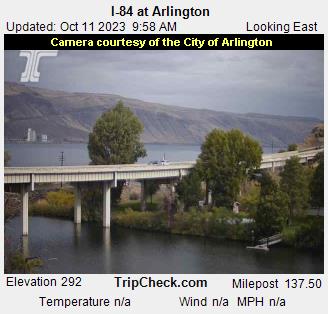 I-84 at Arlington
Updated: Oct 11 2023 9:58 AM Looking East
Camera courtesy of the City of Arlington
Elevation 292 TripCheck.com Milepost 137.50
Temperature n/a Wind n/a MPH n/a